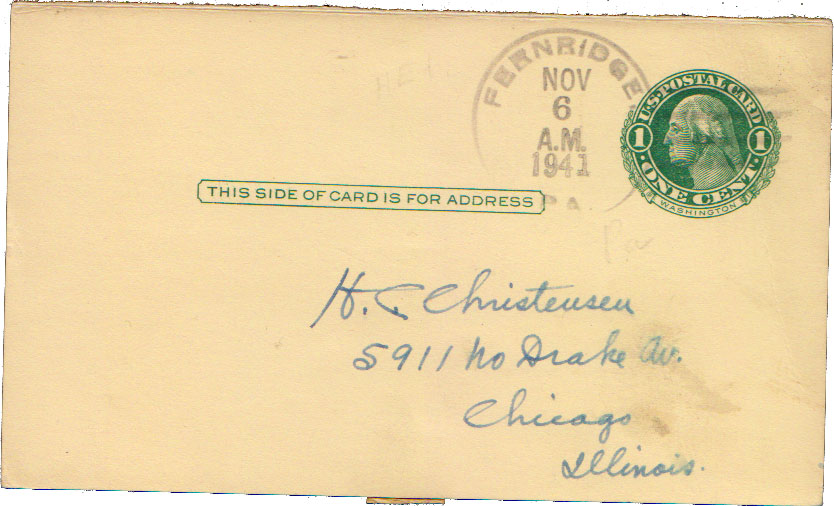 FERNRIDGE
NOV
6
A.M.
1941
PA.
U.S. POSTAL CARD
1 1
ONE CENT
WASHINGTON
THIS SIDE OF CARD IS FOR ADDRESS
Pa
H. C. Christensen
5911 No Drake Av.
Chicago
Illinois.